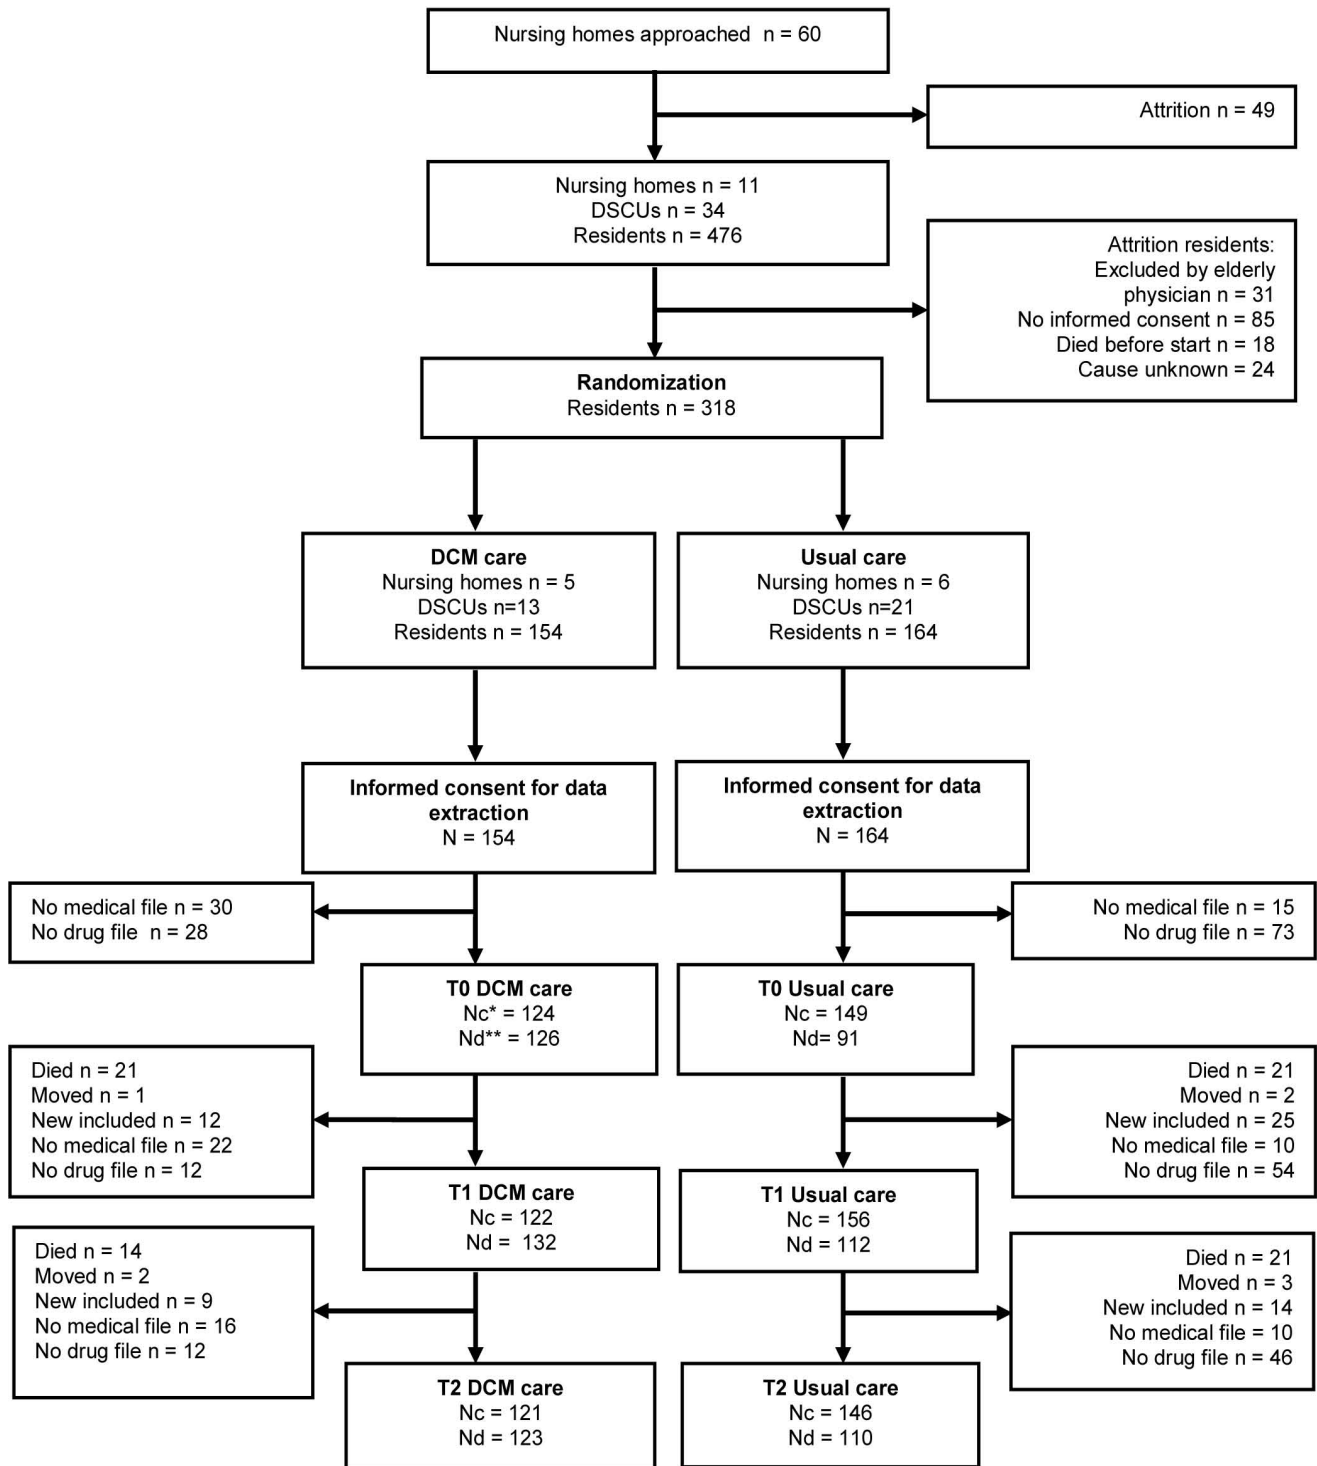 Nursing homes approached  n = 60
Attrition n = 49
Nursing homes n = 11
DSCUs n = 34
Residents n = 476
Attrition residents:
Excluded by elderly
physician n = 31
No informed consent n = 85
Died before start n = 18
Cause unknown = 24
Randomization
Residents n = 318
DCM care
Nursing homes n = 5
DSCUs n=13
Residents n = 154
Usual care
Nursing homes n = 6
DSCUs n=21
Residents n = 164
Informed consent for data
extraction
N = 154
Informed consent for data
extraction
N = 164
No medical file n = 30
No drug file  n = 28
No medical file n = 15
No drug file n = 73
T0 DCM care
Nc* = 124
Nd** = 126
T0 Usual care
Nc = 149
Nd= 91
Died n = 21
Moved n = 1
New included n = 12
No medical file n = 22
No drug file n = 12
Died n = 21
Moved n = 2
New included n = 25
No medical file n = 10
No drug file n = 54
T1 DCM care
Nc = 122
Nd =  132
T1 Usual care
Nc = 156
Nd = 112
Died n = 14
Moved n = 2
New included n = 9
No medical file n = 16
No drug file n = 12
Died n = 21
Moved n = 3
New included n = 14
No medical file = 10
No drug file n = 46
T2 DCM care
Nc = 121
Nd = 123
T2 Usual care
Nc = 146
Nd = 110